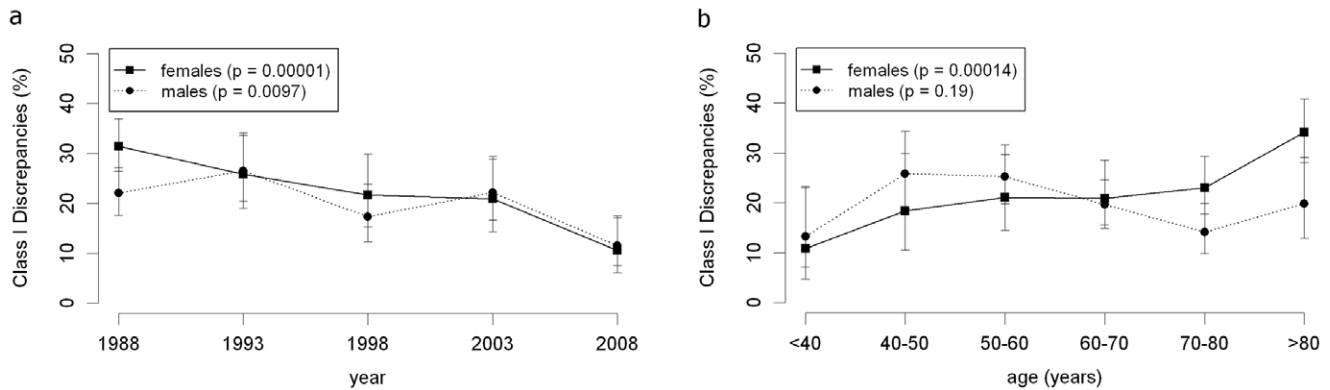 a
Class I Discrepancies (%)
50
40
30
20
10
0
females (p = 0.00001)
males (p = 0.0097)
1988 1993 1998 2003 2008
year
b
Class I Discrepancies (%)
50
40
30
20
10
0
females (p = 0.00014)
males (p = 0.19)
<40 40-50 50-60 60-70 70-80 >80
age (years)